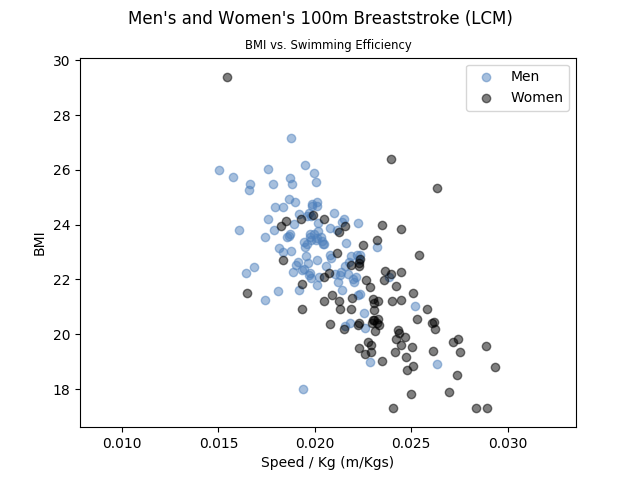 Men's and Women's 100m Breaststroke (LCM)
BMI vs. Swimming Efficiency
30
28
26
24
22
20
18
BMI
Men
Women
0.010 0.015 0.020 0.025 0.030
Speed / Kg (m/Kgs)